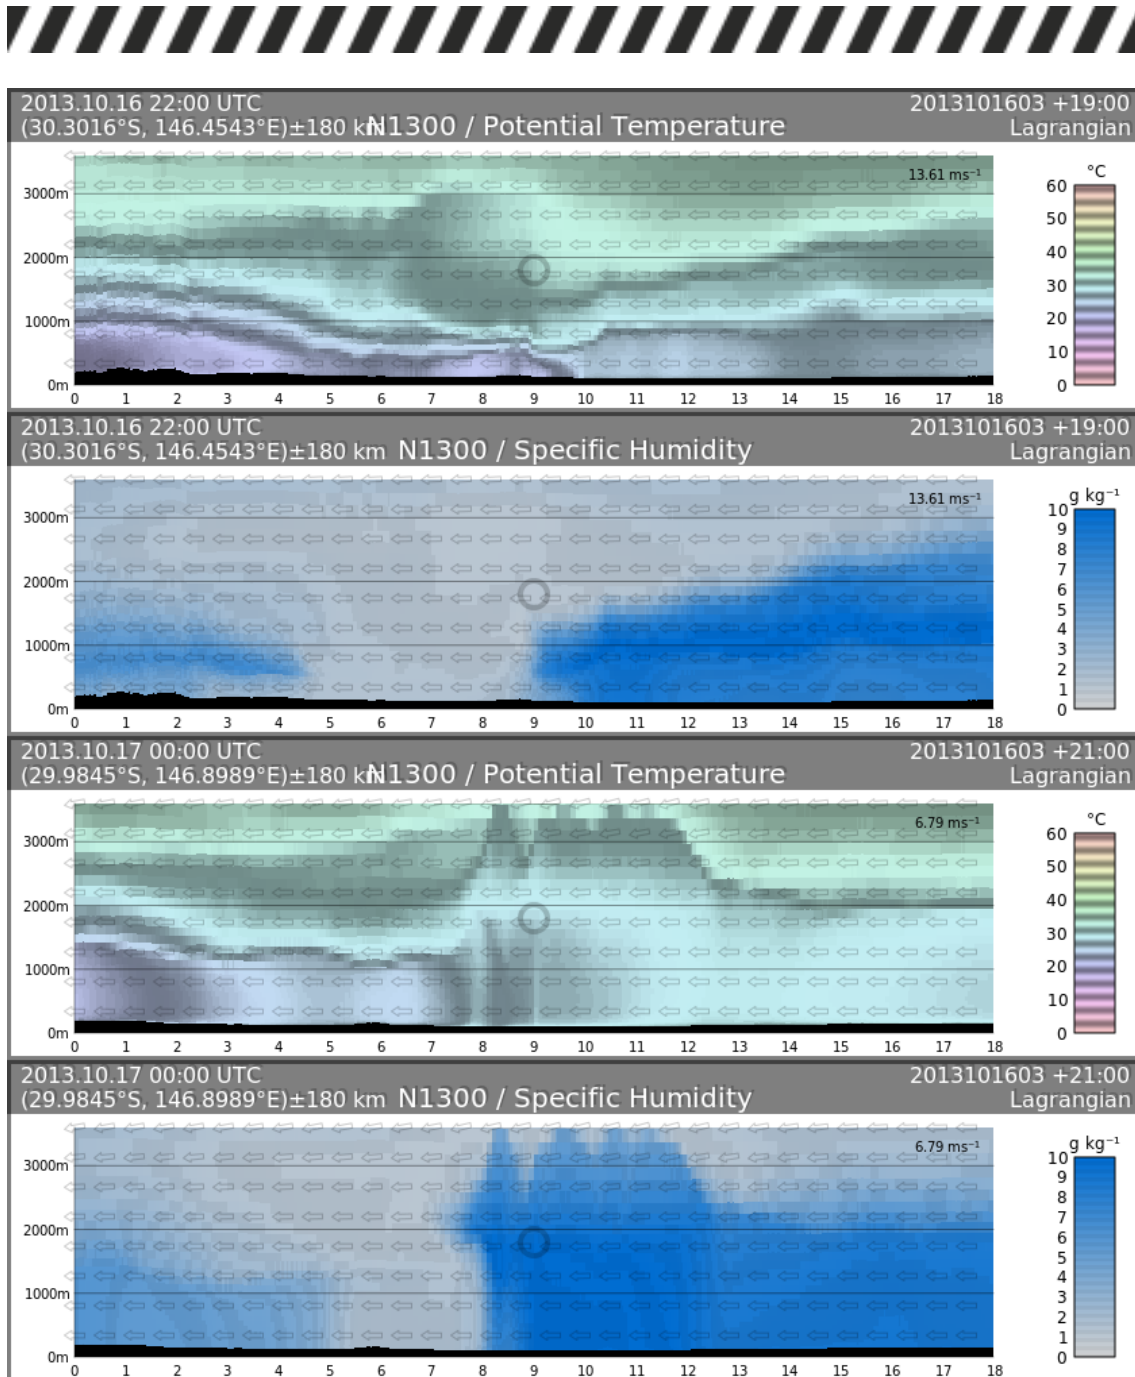 2013.10.16 22:00 UTC 2013101603 +19:00
(30.3016°S, 146.4543°E)±180 km N1300 / Potential Temperature Lagrangian
13.61 ms⁻¹ °C
3000m
2000m
1000m
0m
60
50
40
30
20
10
0
0 1 2 3 4 5 6 7 8 9 10 11 12 13 14 15 16 17 18
2013.10.16 22:00 UTC 2013101603 +19:00
(30.3016°S, 146.4543°E)±180 km N1300 / Specific Humidity Lagrangian
13.61 ms⁻¹ g kg⁻¹
3000m
2000m
1000m
0m
10
9
8
7
6
5
4
3
2
1
0
0 1 2 3 4 5 6 7 8 9 10 11 12 13 14 15 16 17 18
2013.10.17 00:00 UTC 2013101603 +21:00
(29.9845°S, 146.8989°E)±180 km N1300 / Potential Temperature Lagrangian
6.79 ms⁻¹ °C
3000m
2000m
1000m
0m
60
50
40
30
20
10
0
0 1 2 3 4 5 6 7 8 9 10 11 12 13 14 15 16 17 18
2013.10.17 00:00 UTC 2013101603 +21:00
(29.9845°S, 146.8989°E)±180 km N1300 / Specific Humidity Lagrangian
6.79 ms⁻¹ g kg⁻¹
3000m
2000m
1000m
0m
10
9
8
7
6
5
4
3
2
1
0
0 1 2 3 4 5 6 7 8 9 10 11 12 13 14 15 16 17 18